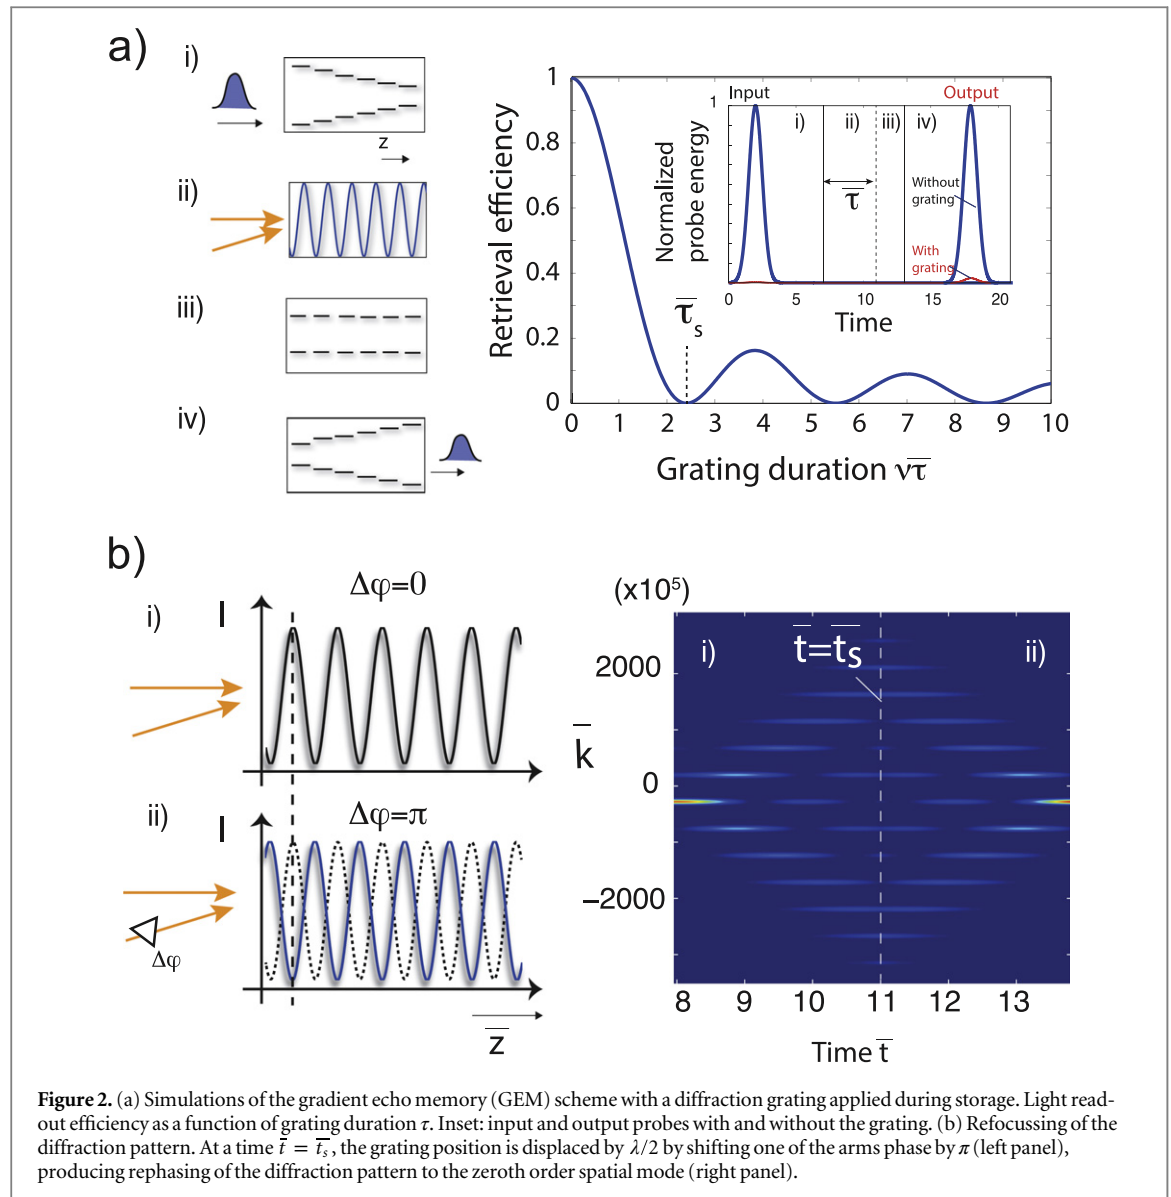 a)
i)
z
ii)
iii)
iv)
Retrieval efficiency
1
0.8
0.6
0.4
0.2
0
0 1 2 3 4 5 6 7 8 9 10
Grating duration ντ̅
τ̅s
Input
Output
Normalized
probe energy
1
i) ii) iii) iv)
τ̅
Without
grating
With
grating
0 5 10 15 20
Time
b)
i)
I
Δφ=0
ii)
I
Δφ=π
Δφ
z̅
(x10⁵)
i)
t̅=t̅s
ii)
2000
k̅
0
−2000
8 9 10 11 12 13
Time t̅
Figure 2. (a) Simulations of the gradient echo memory (GEM) scheme with a diffraction grating applied during storage. Light read-
out efficiency as a function of grating duration τ. Inset: input and output probes with and without the grating. (b) Refocussing of
the diffraction pattern. At a time t̅ = t̅s, the grating position is displaced by λ/2 by shifting one of the arms phase by π (left panel),
producing rephasing of the diffraction pattern to the zeroth order spatial mode (right panel).